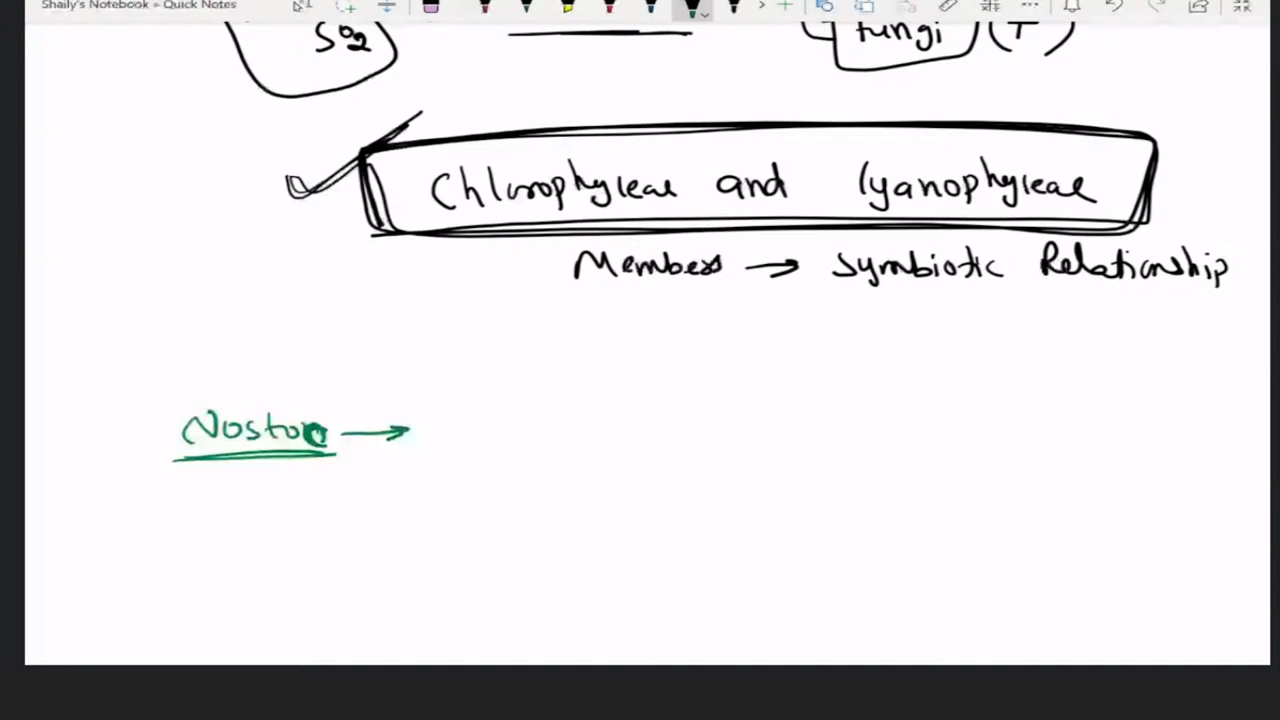 Shaily's Notebook » Quick Notes
SO2 fungi (T)
Chlorophyceae and Cyanophyceae
Members → Symbiotic Relationship
Nostoc →